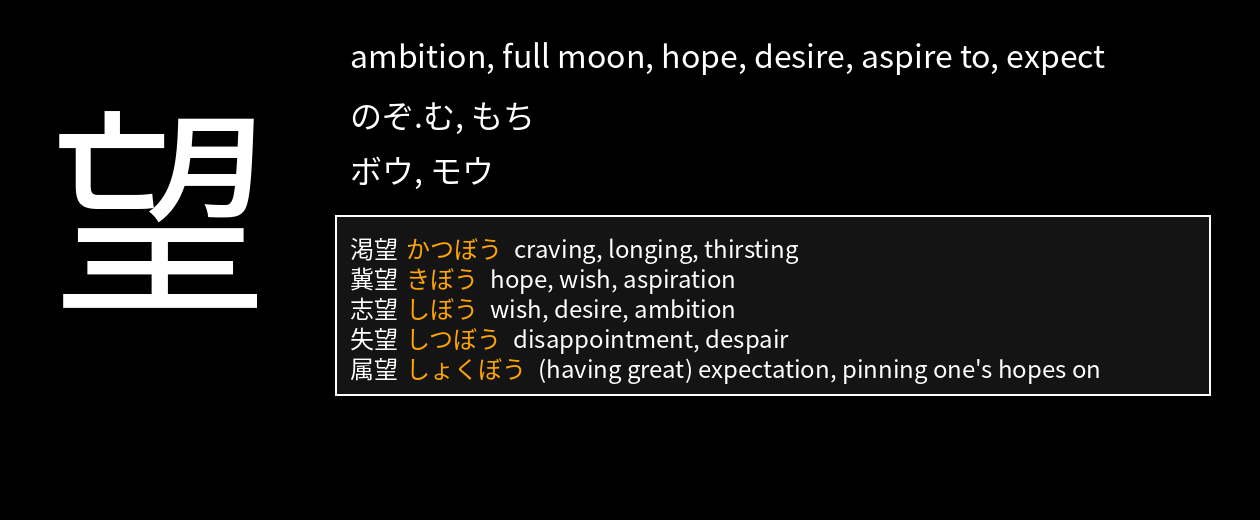 望
ambition, full moon, hope, desire, aspire to, expect
のぞ.む, もち
ボウ, モウ
渇望 かつぼう craving, longing, thirsting
冀望 きぼう hope, wish, aspiration
志望 しぼう wish, desire, ambition
失望 しつぼう disappointment, despair
属望 しょくぼう (having great) expectation, pinning one's hopes on